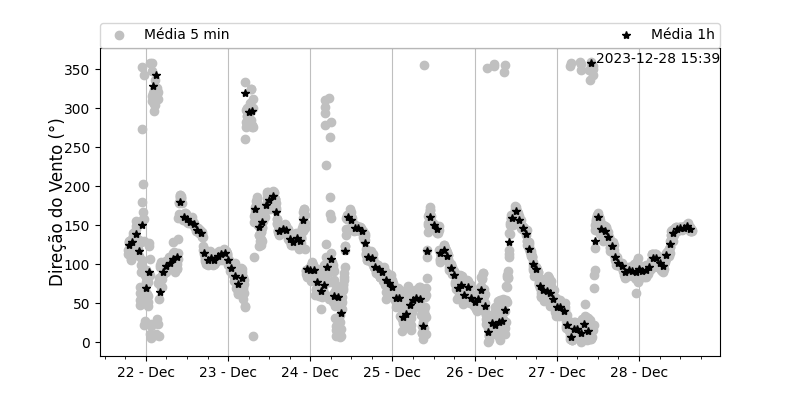 Média 5 min
Média 1h
2023-12-28 15:39
Direção do Vento (°)
350
300
250
200
150
100
50
0
22 - Dec
23 - Dec
24 - Dec
25 - Dec
26 - Dec
27 - Dec
28 - Dec